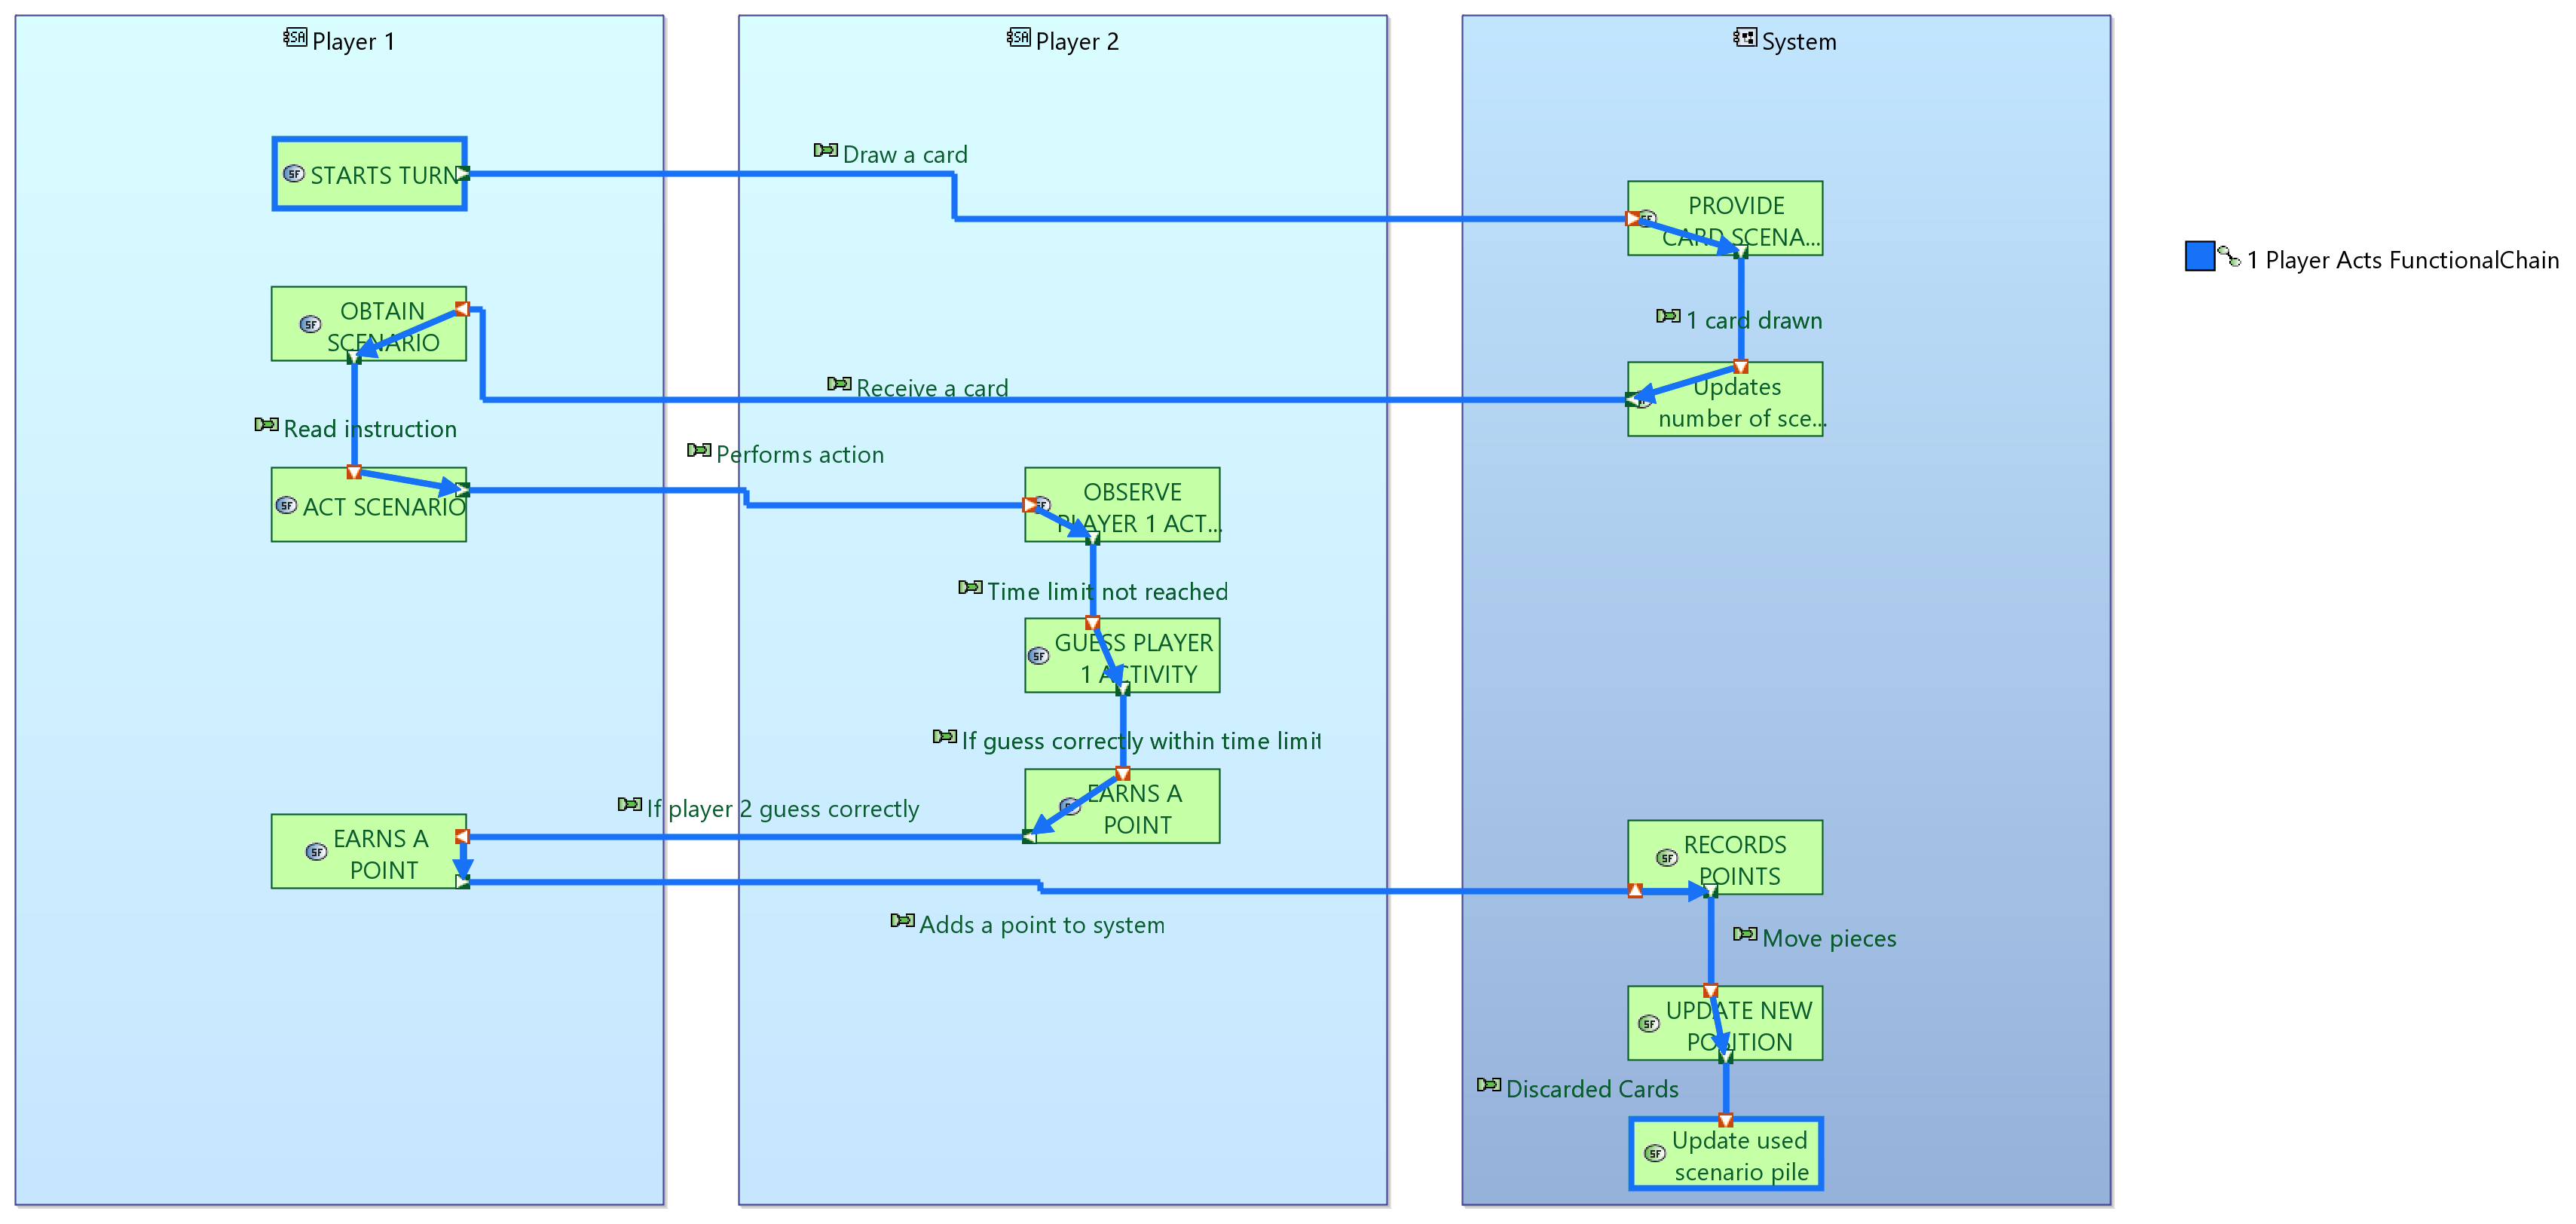 Player 1
Player 2
System
Draw a card
STARTS TURN
PROVIDE
CARD SCENA...
1 Player Acts FunctionalChain
OBTAIN
SCENARIO
1 card drawn
Receive a card
Updates
number of sce...
Read instruction
Performs action
ACT SCENARIO
OBSERVE
PLAYER 1 ACT...
Time limit not reached
GUESS PLAYER
1 ACTIVITY
If guess correctly within time limit
EARNS A
POINT
If player 2 guess correctly
EARNS A
POINT
RECORDS
POINTS
Adds a point to system
Move pieces
UPDATE NEW
POSITION
Discarded Cards
Update used
scenario pile